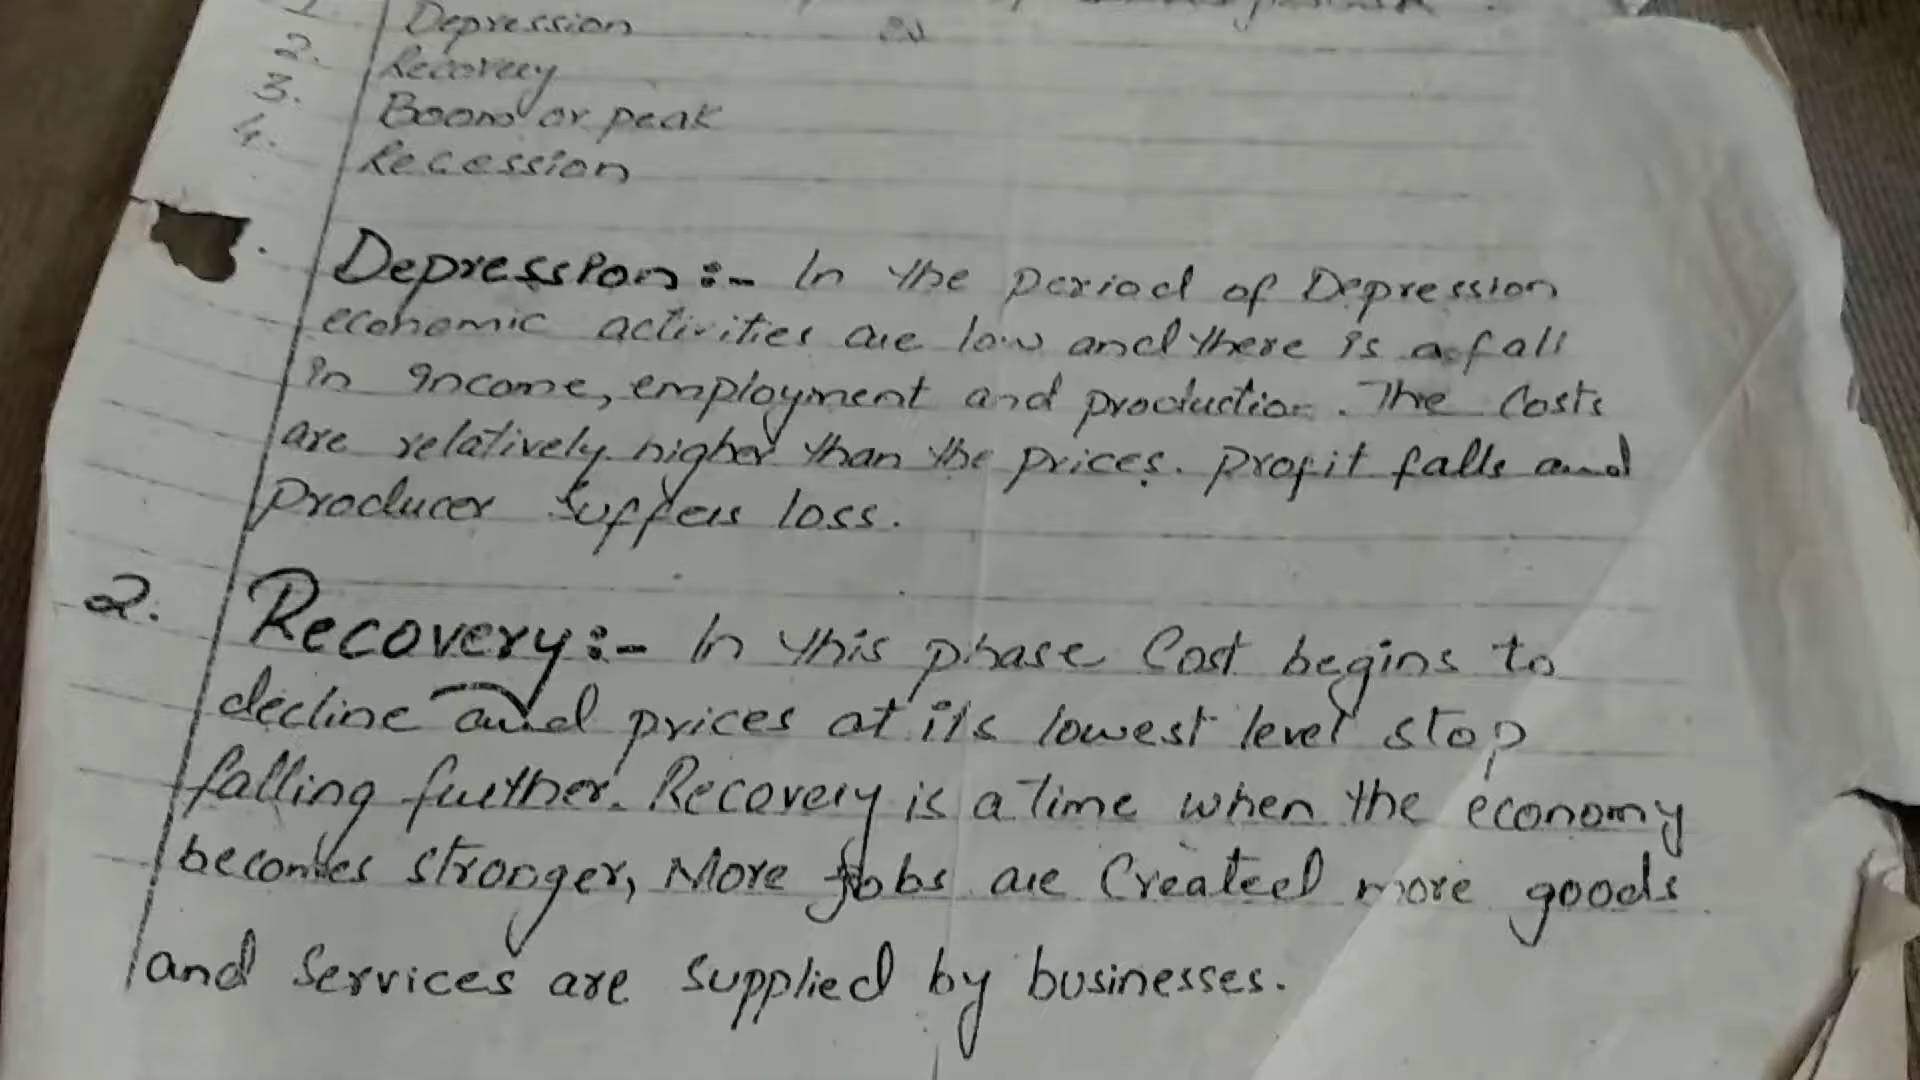 1. Depression
2. Recovery
3. Boom or peak
4. Recession
Depression:- In the period of Depression
economic activities are low and there is a fall
in income, employment and production. The Costs
are relatively higher than the prices. Profit falls and
Producer suffers loss.
2. Recovery:- In this phase Cost begins to
decline and prices at its lowest level stop
falling further. Recovery is a time when the economy
becomes stronger, More jobs are Created more goods
and Services are supplied by businesses.